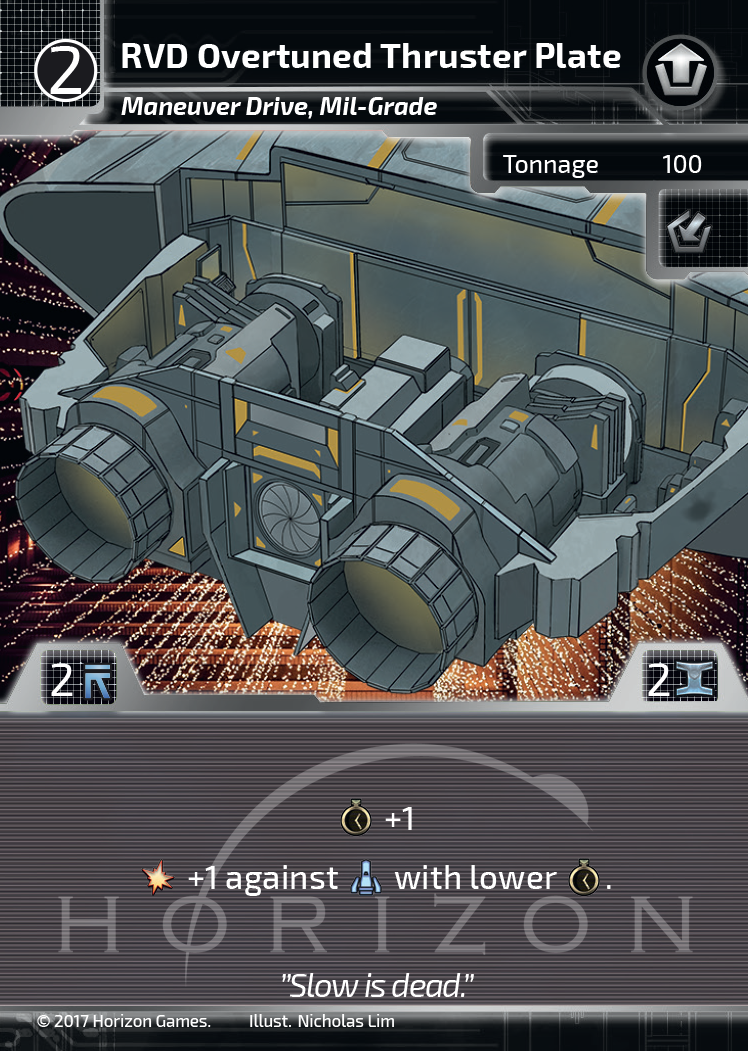 2
RVD Overtuned Thruster Plate
Maneuver Drive, Mil-Grade
Tonnage 100
2
2
+1
+1 against with lower .
HORIZON
"Slow is dead."
© 2017 Horizon Games. Illust. Nicholas Lim